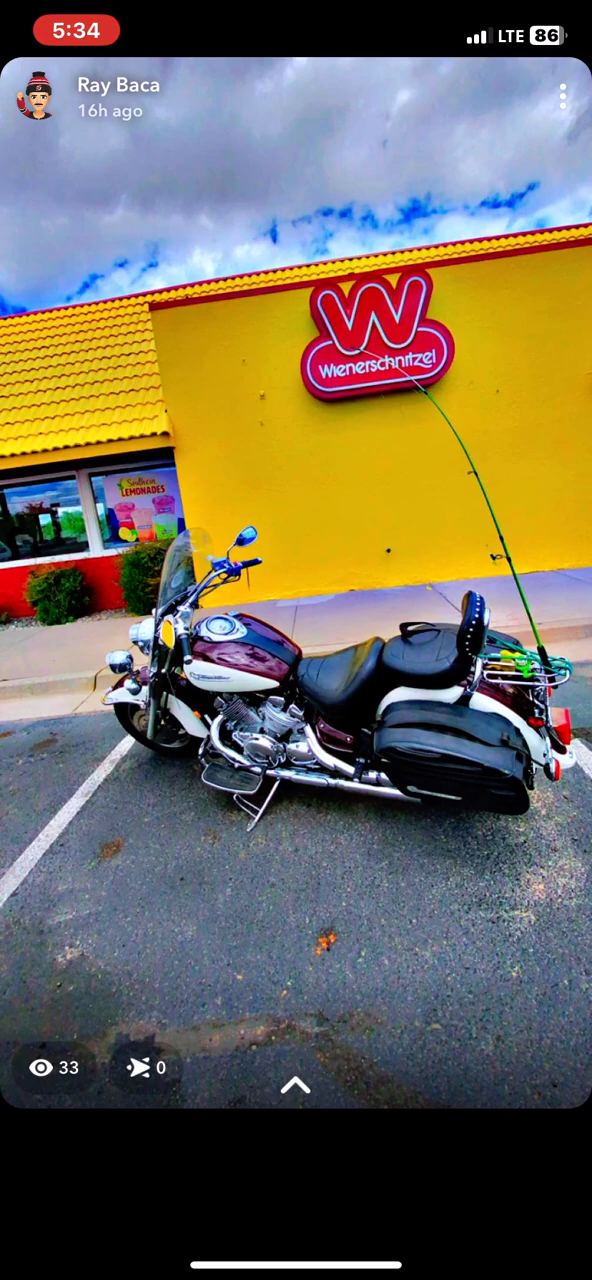 5:34
LTE 86
Ray Baca
16h ago
W
Wienerschnitzel
Southern
LEMONADES
33
0